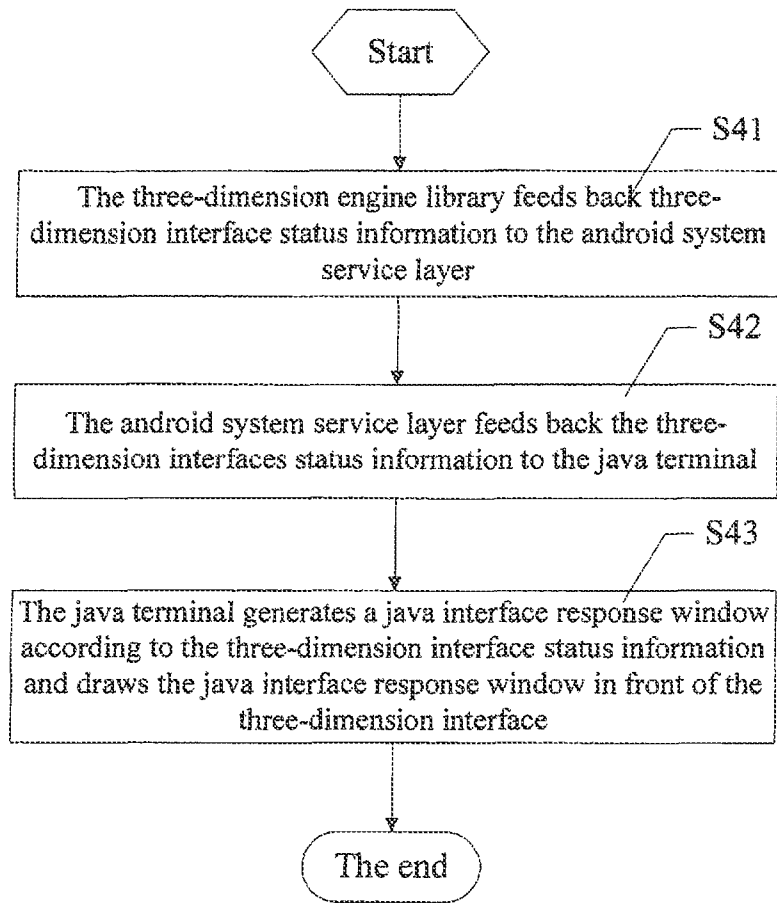 Start
S41
The three-dimension engine library feeds back three-
dimension interface status information to the android system
service layer
S42
The android system service layer feeds back the three-
dimension interfaces status information to the java terminal
S43
The java terminal generates a java interface response window
according to the three-dimension interface status information
and draws the java interface response window in front of the
three-dimension interface
The end